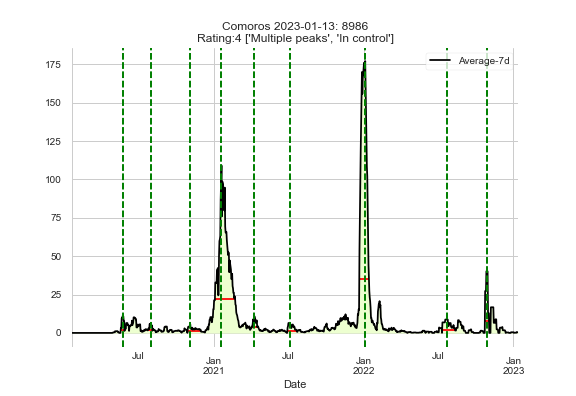 Comoros 2023-01-13: 8986
Rating:4 ['Multiple peaks', 'In control']
Average-7d
175
150
125
100
75
50
25
0
Jul
Jan
2021
Jul
Jan
2022
Jul
Jan
2023
Date